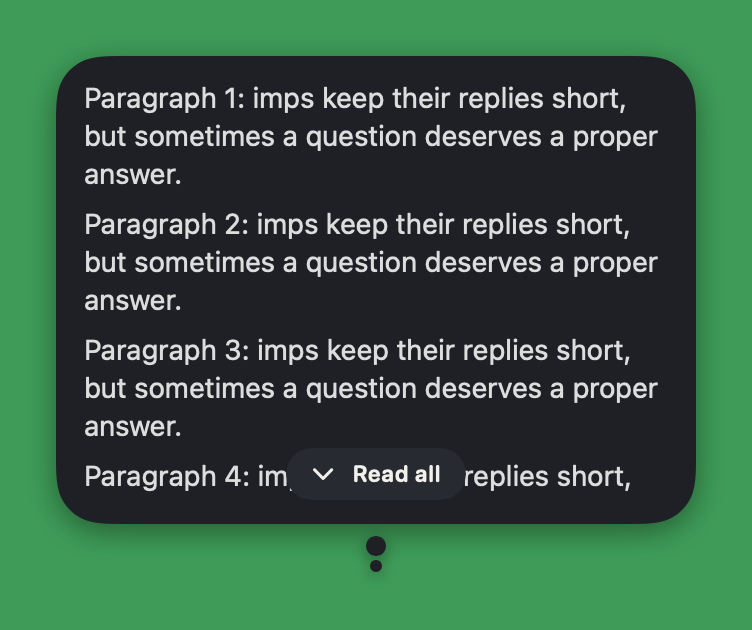 Paragraph 1: imps keep their replies short,
but sometimes a question deserves a proper
answer.
Paragraph 2: imps keep their replies short,
but sometimes a question deserves a proper
answer.
Paragraph 3: imps keep their replies short,
but sometimes a question deserves a proper
answer.
Paragraph 4: replies short,
Read all